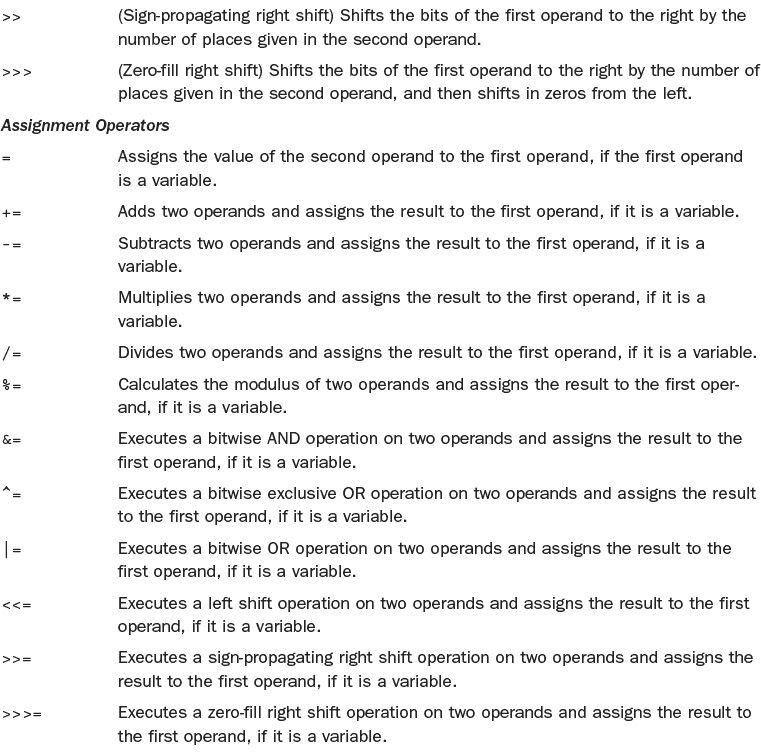 >> (Sign-propagating right shift) Shifts the bits of the first operand to the right by the
number of places given in the second operand.
>>> (Zero-fill right shift) Shifts the bits of the first operand to the right by the number of
places given in the second operand, and then shifts in zeros from the left.
Assignment Operators
= Assigns the value of the second operand to the first operand, if the first operand
is a variable.
+= Adds two operands and assigns the result to the first operand, if it is a variable.
-= Subtracts two operands and assigns the result to the first operand, if it is a
variable.
*= Multiplies two operands and assigns the result to the first operand, if it is a
variable.
/= Divides two operands and assigns the result to the first operand, if it is a variable.
%= Calculates the modulus of two operands and assigns the result to the first oper-
and, if it is a variable.
&= Executes a bitwise AND operation on two operands and assigns the result to the
first operand, if it is a variable.
^= Executes a bitwise exclusive OR operation on two operands and assigns the result
to the first operand, if it is a variable.
|= Executes a bitwise OR operation on two operands and assigns the result to the
first operand, if it is a variable.
<<= Executes a left shift operation on two operands and assigns the result to the first
operand, if it is a variable.
>>= Executes a sign-propagating right shift operation on two operands and assigns the
result to the first operand, if it is a variable.
>>>= Executes a zero-fill right shift operation on two operands and assigns the result to
the first operand, if it is a variable.